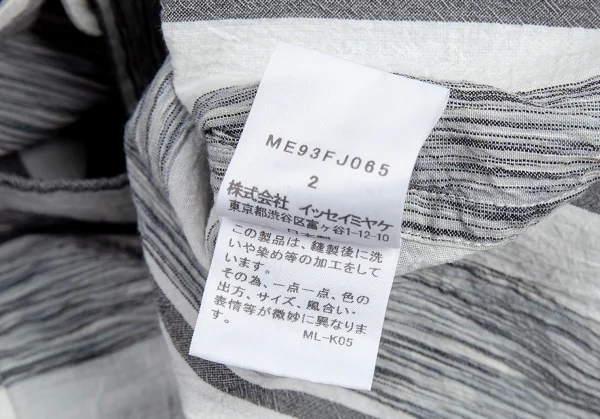 ME93FJ065
2
株式会社 イッセイミヤケ
東京都渋谷区富ヶ谷1-12-10
この製品は、縫製後に洗
いや染め等の加工をして
います。
その為、一点一点、色の
出方、サイズ、風合い・
表情等が微妙に異なりま
す。
ML-K05